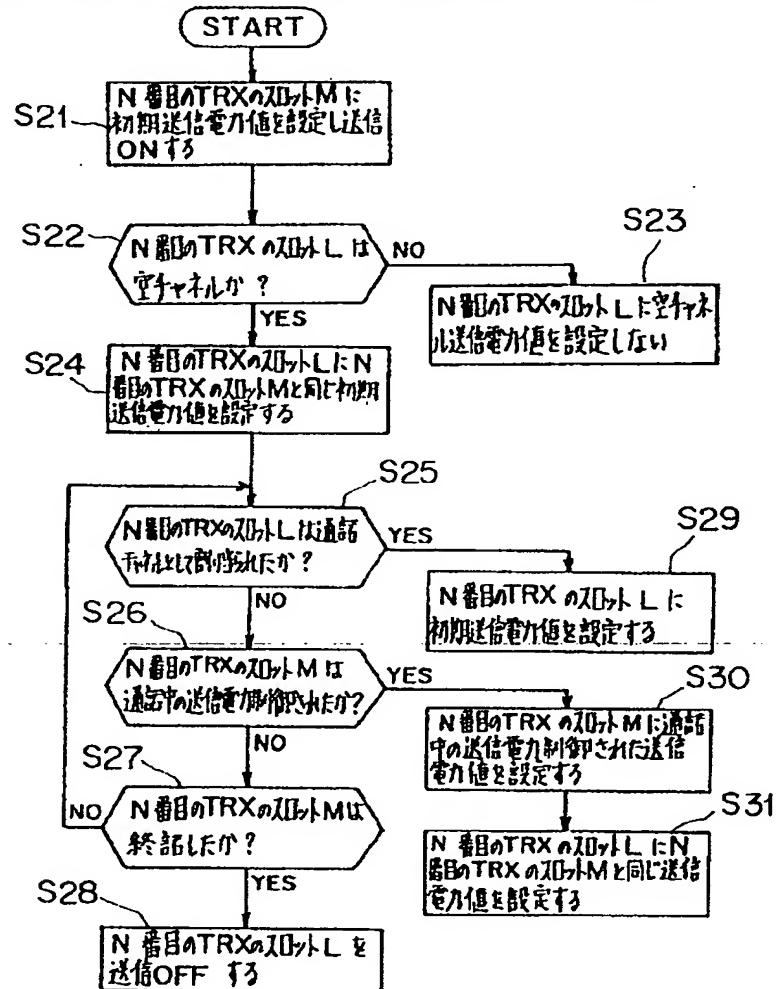 START
S21
N 番目のTRXのスロットMに
初期送信電力値を設定し送信
ONする
S22
N 番目のTRXのスロットLは
空チャネルか?
NO
YES
S23
N 番目のTRXのスロットLに空チャネ
ル送信電力値を設定しない
S24
N 番目のTRXのスロットLにN
番目のTRXのスロットMと同じ初期
送信電力値を設定する
S25
N番目のTRXのスロットLは通話
チャネルとして割り当られたか?
YES
NO
S29
N 番目のTRXのスロットLに
初期送信電力値を設定する
S26
N 番目のTRXのスロットMは
通話中の送信電力制御されたか?
YES
NO
S30
N 番目のTRXのスロットMに通話
中の送信電力制御された送信
電力値を設定する
S27
N 番目のTRXのスロットMは
終話したか?
NO
YES
S31
N 番目のTRXのスロットLにN
番目のTRXのスロットMと同じ送信
電力値を設定する
S28
N 番目のTRXのスロットLを
送信OFFする